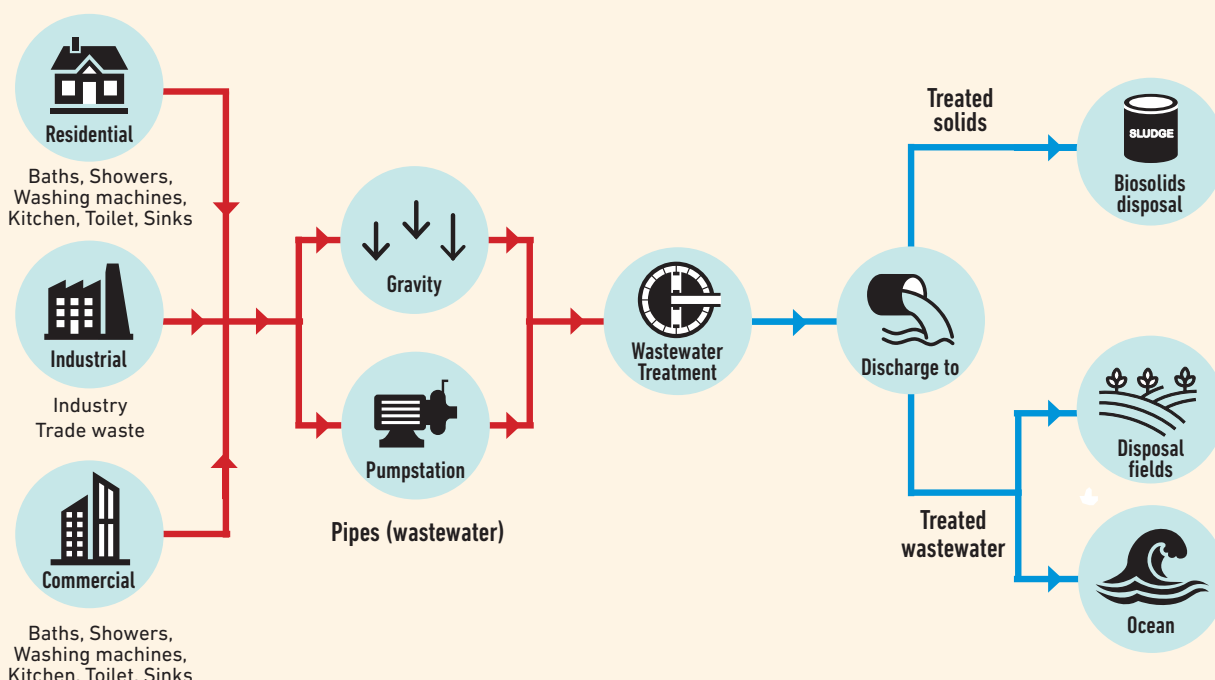 Residential
Baths, Showers,
Washing machines,
Kitchen, Toilet, Sinks
Industrial
Industry
Trade waste
Commercial
Baths, Showers,
Washing machines,
Kitchen, Toilet, Sinks
Gravity
Pumpstation
Pipes (wastewater)
Wastewater
Treatment
Discharge to
Treated
solids
SLUDGE
Biosolids
disposal
Treated
wastewater
Disposal
fields
Ocean